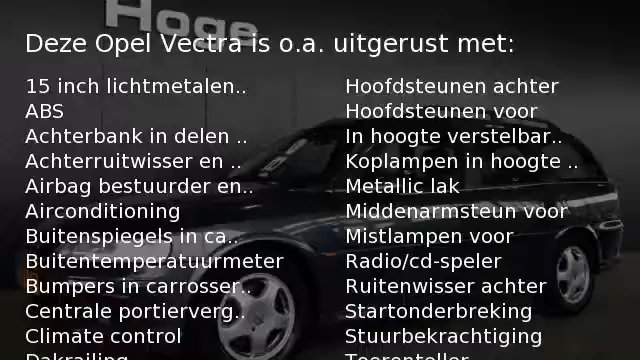 Hoge
Deze Opel Vectra is o.a. uitgerust met:
15 inch lichtmetalen..
ABS
Achterbank in delen ..
Achterruitwisser en ..
Airbag bestuurder en..
Airconditioning
Buitenspiegels in ca..
Buitentemperatuurmeter
Bumpers in carrosser..
Centrale portierverg..
Climate control
Dakrailing
Hoofdsteunen achter
Hoofdsteunen voor
In hoogte verstelbar..
Koplampen in hoogte ..
Metallic lak
Middenarmsteun voor
Mistlampen voor
Radio/cd-speler
Ruitenwisser achter
Startonderbreking
Stuurbekrachtiging
Toerenteller